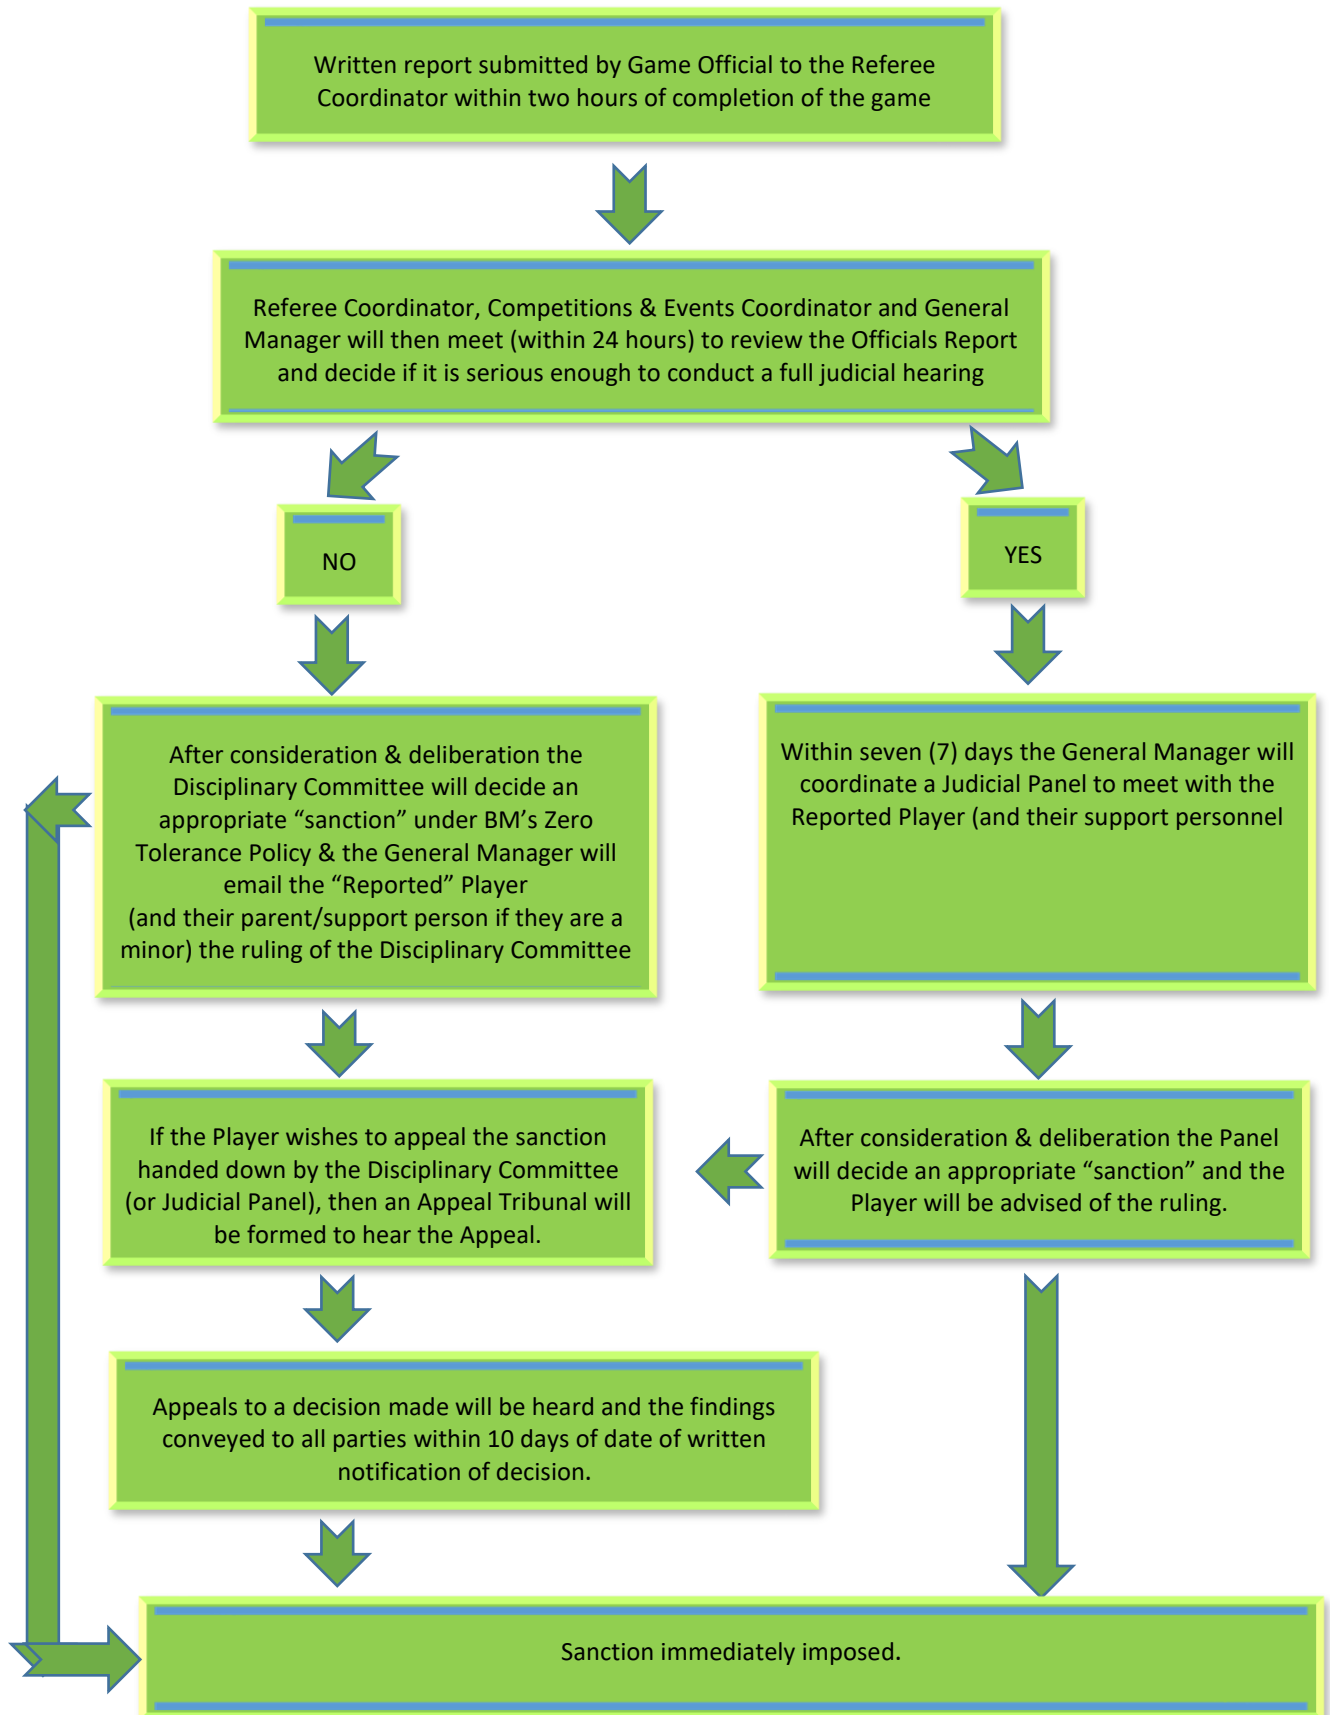 Written report submitted by Game Official to the Referee
Coordinator within two hours of completion of the game
Referee Coordinator, Competitions & Events Coordinator and General
Manager will then meet (within 24 hours) to review the Officials Report
and decide if it is serious enough to conduct a full judicial hearing
NO
YES
After consideration & deliberation the
Disciplinary Committee will decide an
appropriate “sanction” under BM’s Zero
Tolerance Policy & the General Manager will
email the “Reported” Player
(and their parent/support person if they are a
minor) the ruling of the Disciplinary Committee
Within seven (7) days the General Manager will
coordinate a Judicial Panel to meet with the
Reported Player (and their support personnel
If the Player wishes to appeal the sanction
handed down by the Disciplinary Committee
(or Judicial Panel), then an Appeal Tribunal will
be formed to hear the Appeal.
After consideration & deliberation the Panel
will decide an appropriate “sanction” and the
Player will be advised of the ruling.
Appeals to a decision made will be heard and the findings
conveyed to all parties within 10 days of date of written
notification of decision.
Sanction immediately imposed.